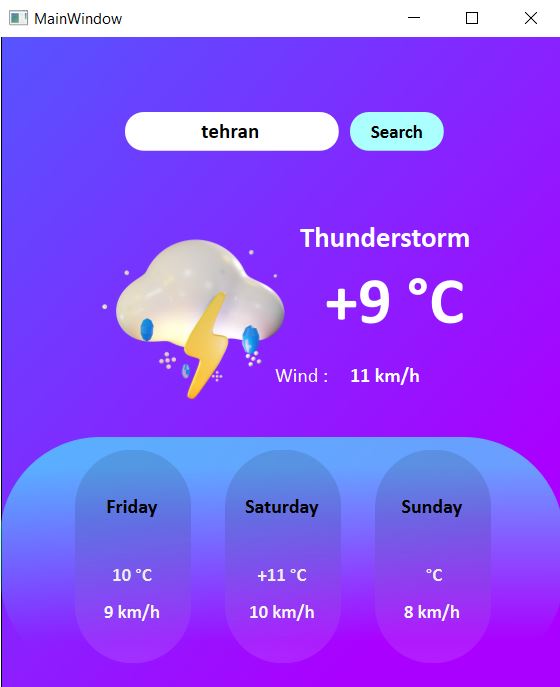 MainWindow
tehran
Search
Thunderstorm
+9 °C
Wind : 11 km/h
Friday Saturday Sunday
10 °C +11 °C °C
9 km/h 10 km/h 8 km/h